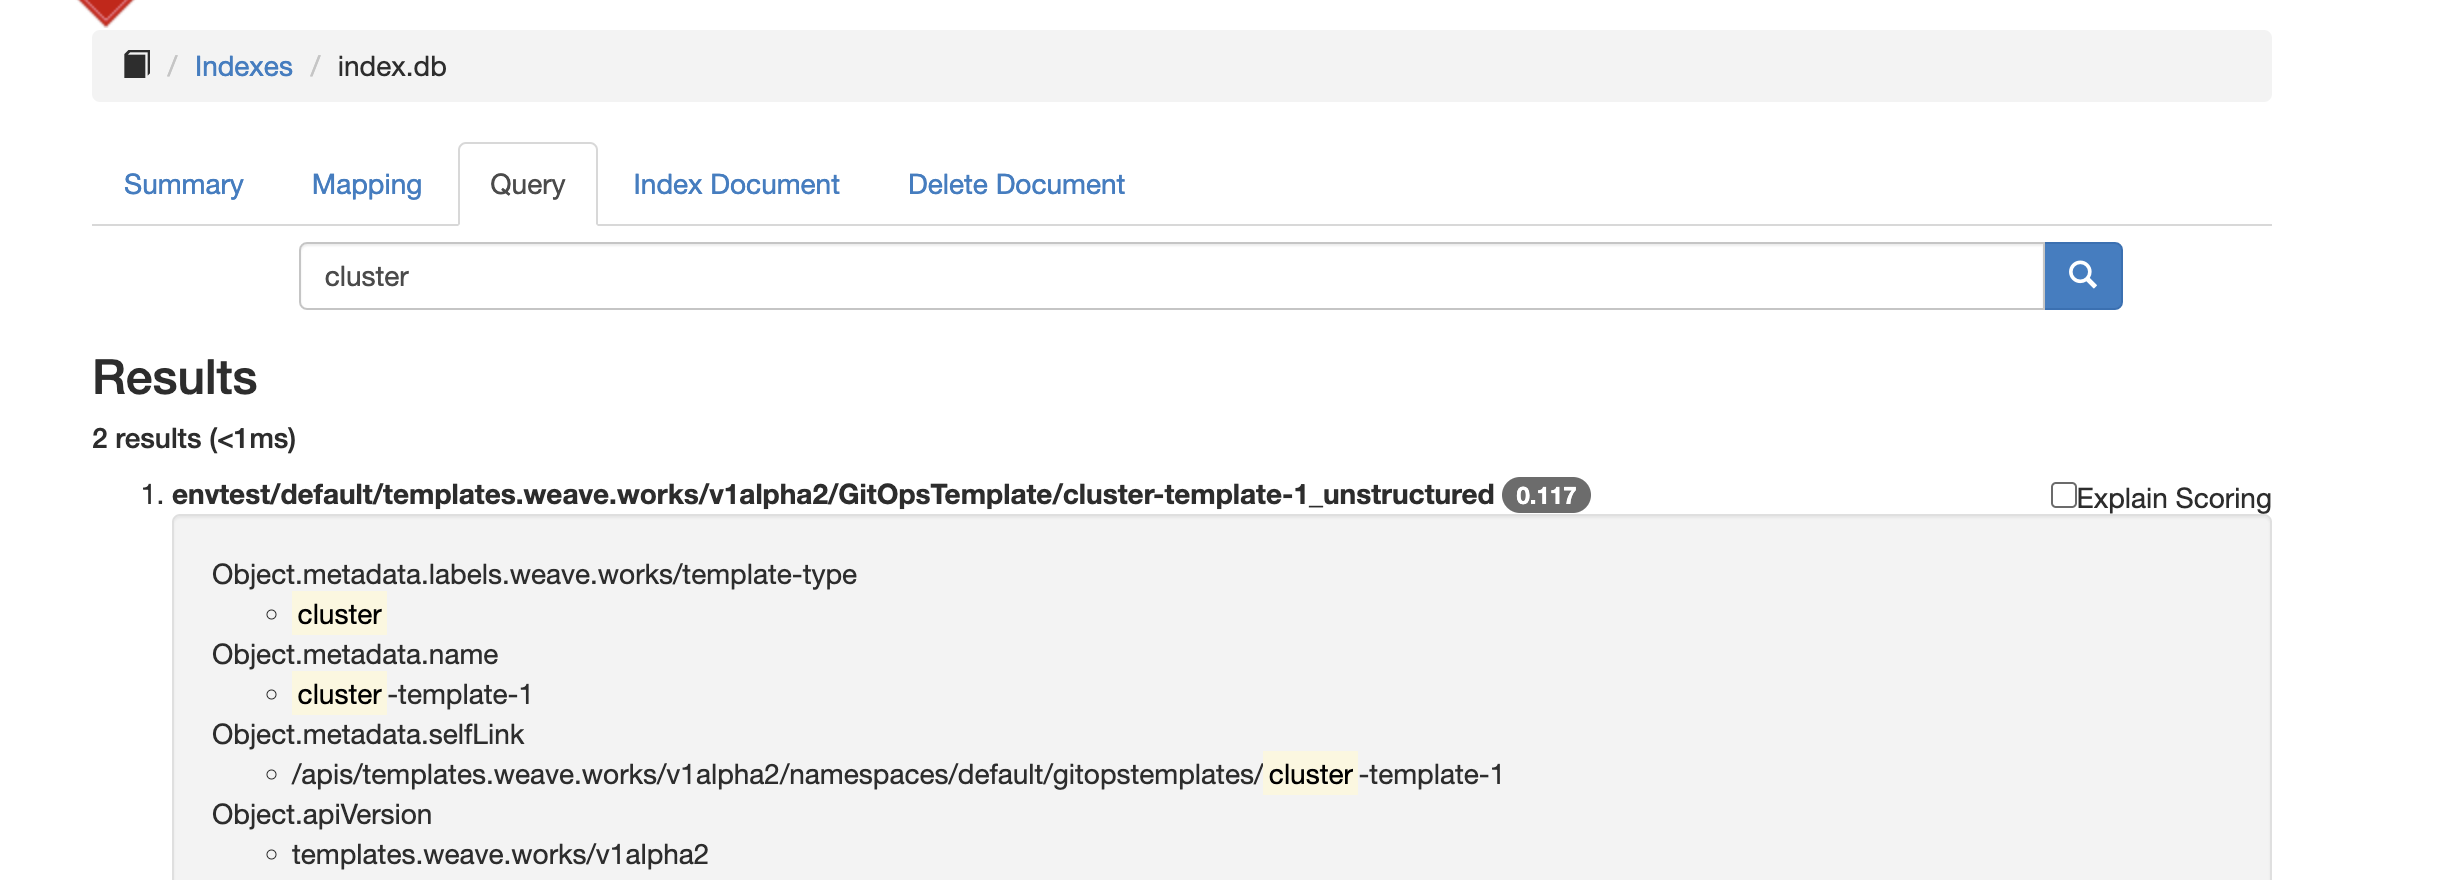 / Indexes / index.db
Summary Mapping Query Index Document Delete Document
cluster
Results
2 results (<1ms)
1. envtest/default/templates.weave.works/v1alpha2/GitOpsTemplate/cluster-template-1_unstructured 0.117 Explain Scoring
Object.metadata.labels.weave.works/template-type
cluster
Object.metadata.name
cluster-template-1
Object.metadata.selfLink
/apis/templates.weave.works/v1alpha2/namespaces/default/gitopstemplates/cluster-template-1
Object.apiVersion
templates.weave.works/v1alpha2